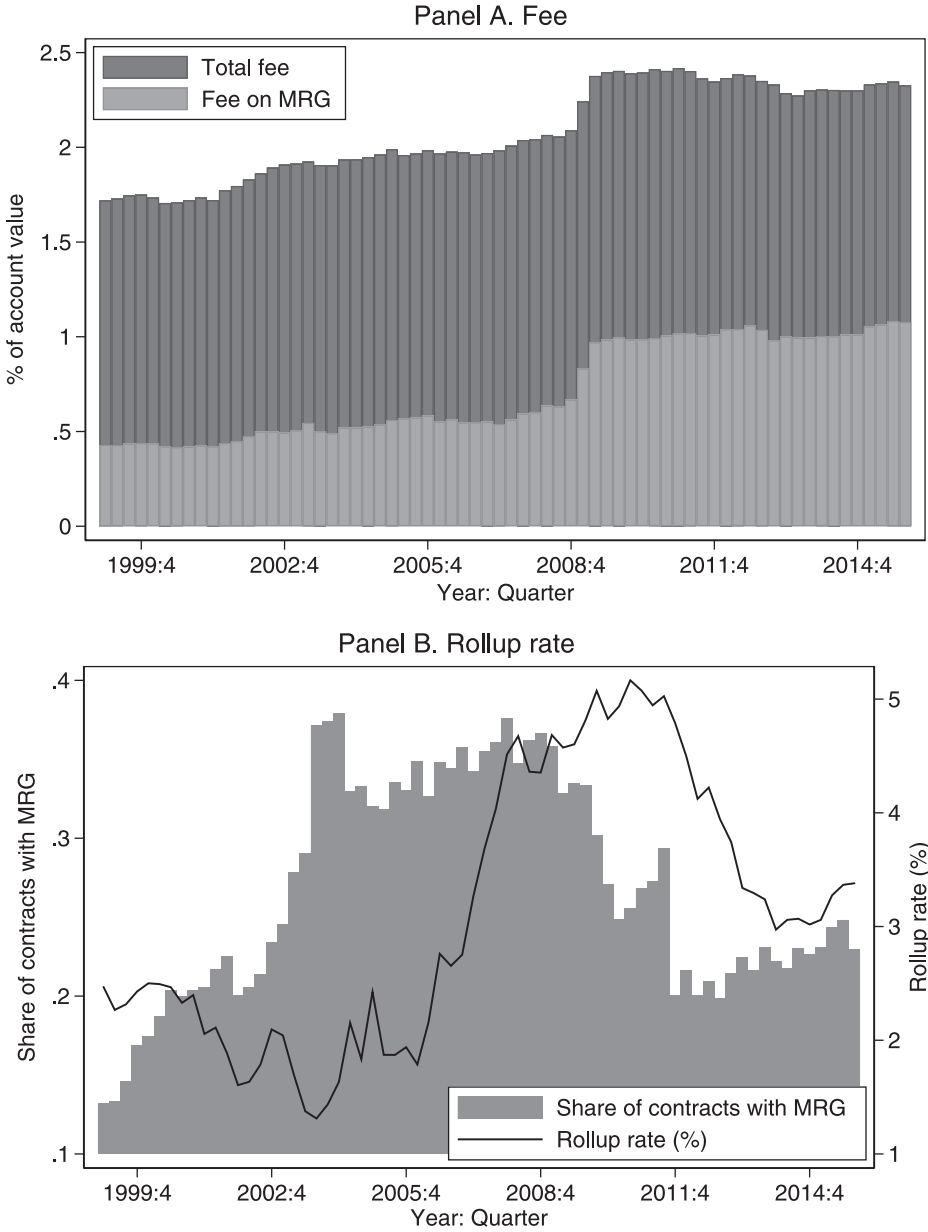 Panel A. Fee
Total fee
Fee on MRG
2.5
2
1.5
1
.5
0
% of account value
1999:4 2002:4 2005:4 2008:4 2011:4 2014:4
Year: Quarter
Panel B. Rollup rate
.4
.3
.2
.1
Share of contracts with MRG
5
4
3
2
1
Rollup rate (%)
Share of contracts with MRG
Rollup rate (%)
1999:4 2002:4 2005:4 2008:4 2011:4 2014:4
Year: Quarter